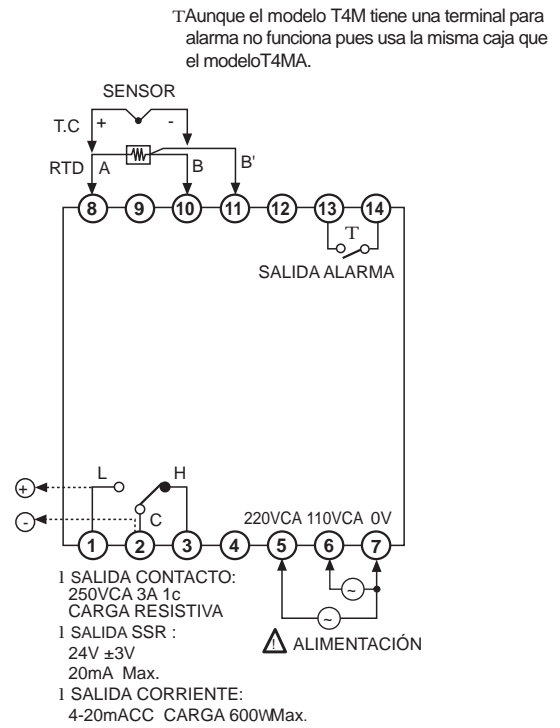 TAunque el modelo T4M tiene una terminal para
alarma no funciona pues usa la misma caja que
el modeloT4MA.
SENSOR
T.C + -
RTD A B B'
8 9 10 11 12 13 14
T
SALIDA ALARMA
L H
+
- C
220VCA 110VCA 0V
1 2 3 4 5 6 7
l SALIDA CONTACTO:
250VCA 3A 1c
CARGA RESISTIVA
l SALIDA SSR :
24V ±3V
20mA Max.
l SALIDA CORRIENTE:
4-20mACC CARGA 600WMax.
~
~
! ALIMENTACIÓN